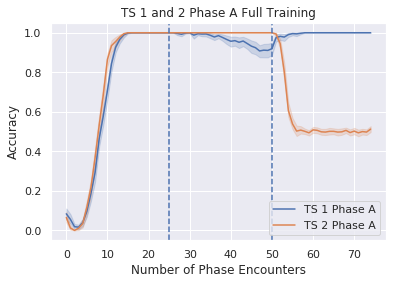 TS 1 and 2 Phase A Full Training
1.0
0.8
0.6
0.4
0.2
0.0
Accuracy
TS 1 Phase A
TS 2 Phase A
0 10 20 30 40 50 60 70
Number of Phase Encounters